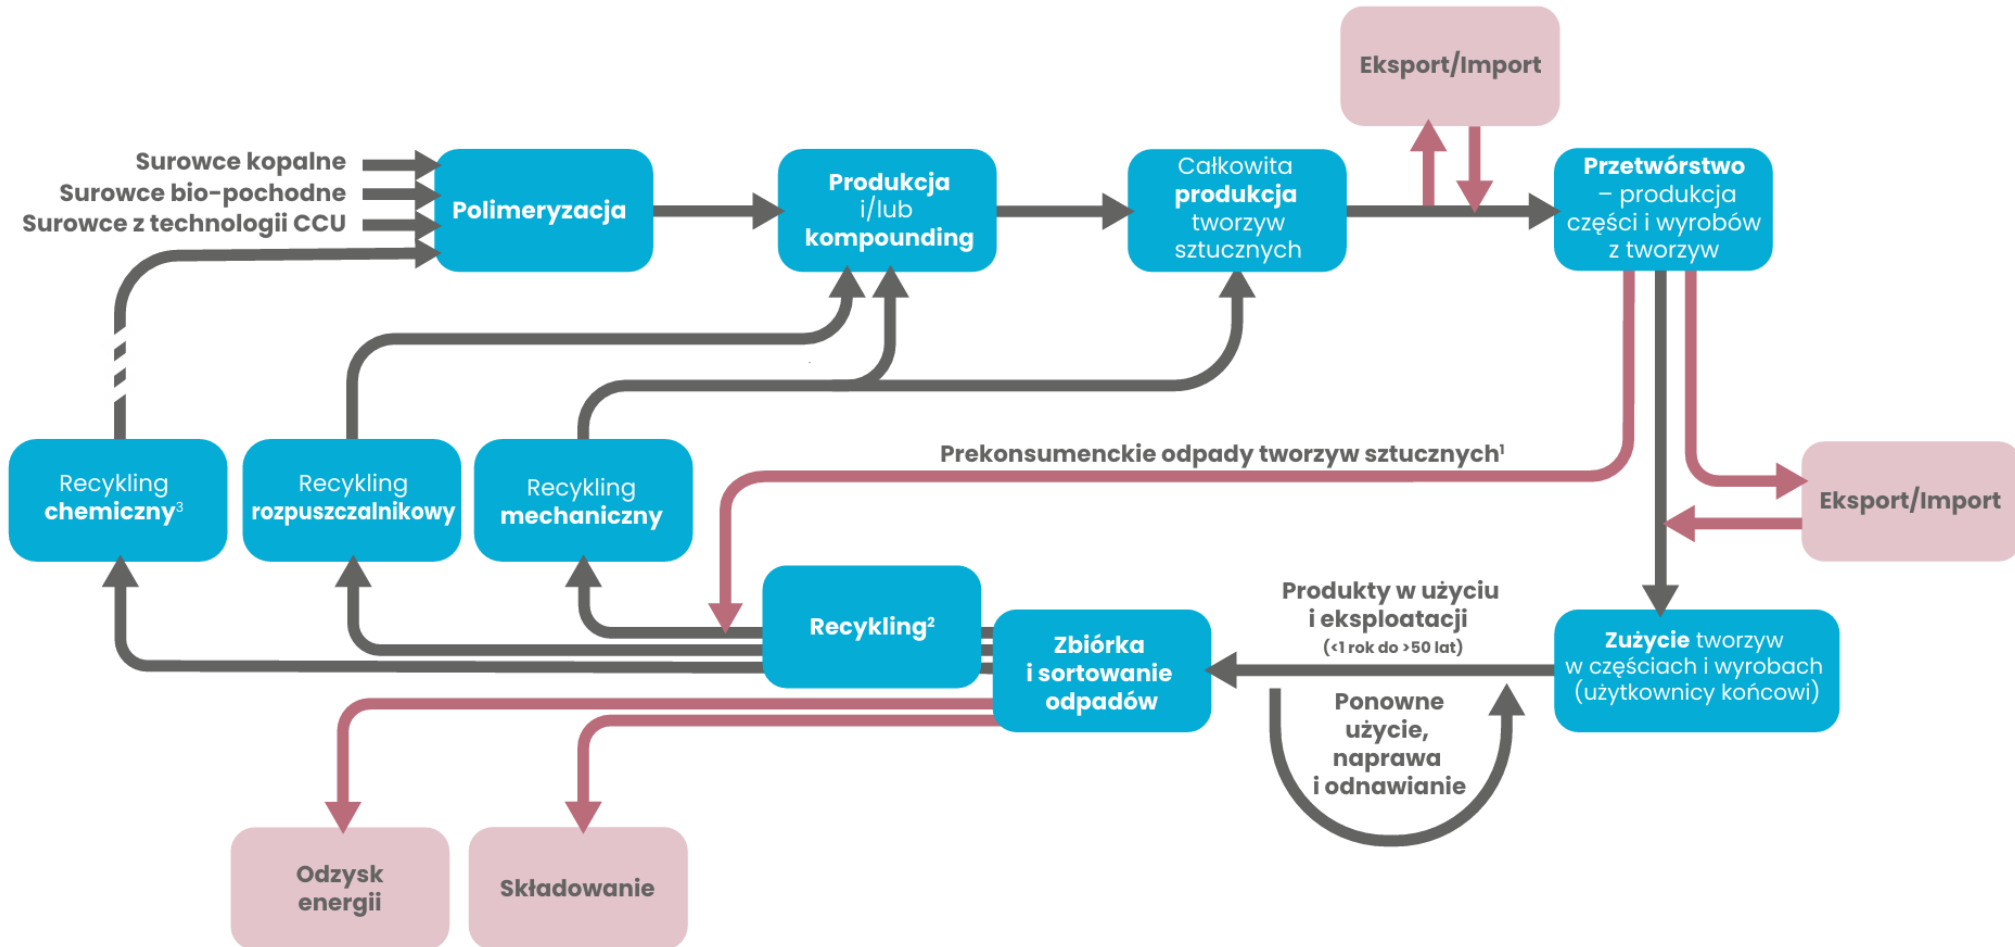 Eksport/Import
Surowce kopalne
Surowce bio-pochodne
Surowce z technologii CCU
Polimeryzacja
Produkcja
i/lub
kompounding
Całkowita
produkcja
tworzyw
sztucznych
Przetwórstwo
– produkcja
części i wyrobów
z tworzyw
Prekonsumenckie odpady tworzyw sztucznych¹
Recykling
chemiczny³
Recykling
rozpuszczalnikowy
Recykling
mechaniczny
Eksport/Import
Recykling²
Zbiórka
i sortowanie
odpadów
Produkty w użyciu
i eksploatacji
(<1 rok do >50 lat)
Ponowne
użycie,
naprawa
i odnawianie
Zużycie tworzyw
w częściach i wyrobach
(użytkownicy końcowi)
Odzysk
energii
Składowanie